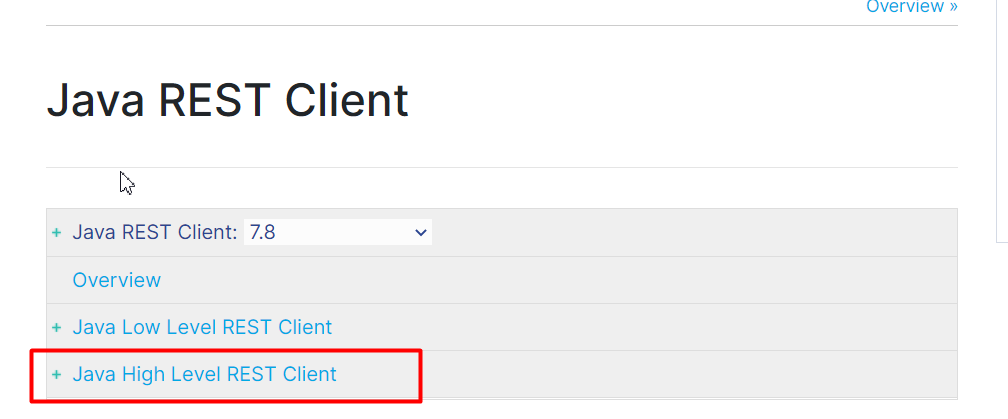 Overview »
Java REST Client
+ Java REST Client: 7.8
Overview
+ Java Low Level REST Client
+ Java High Level REST Client